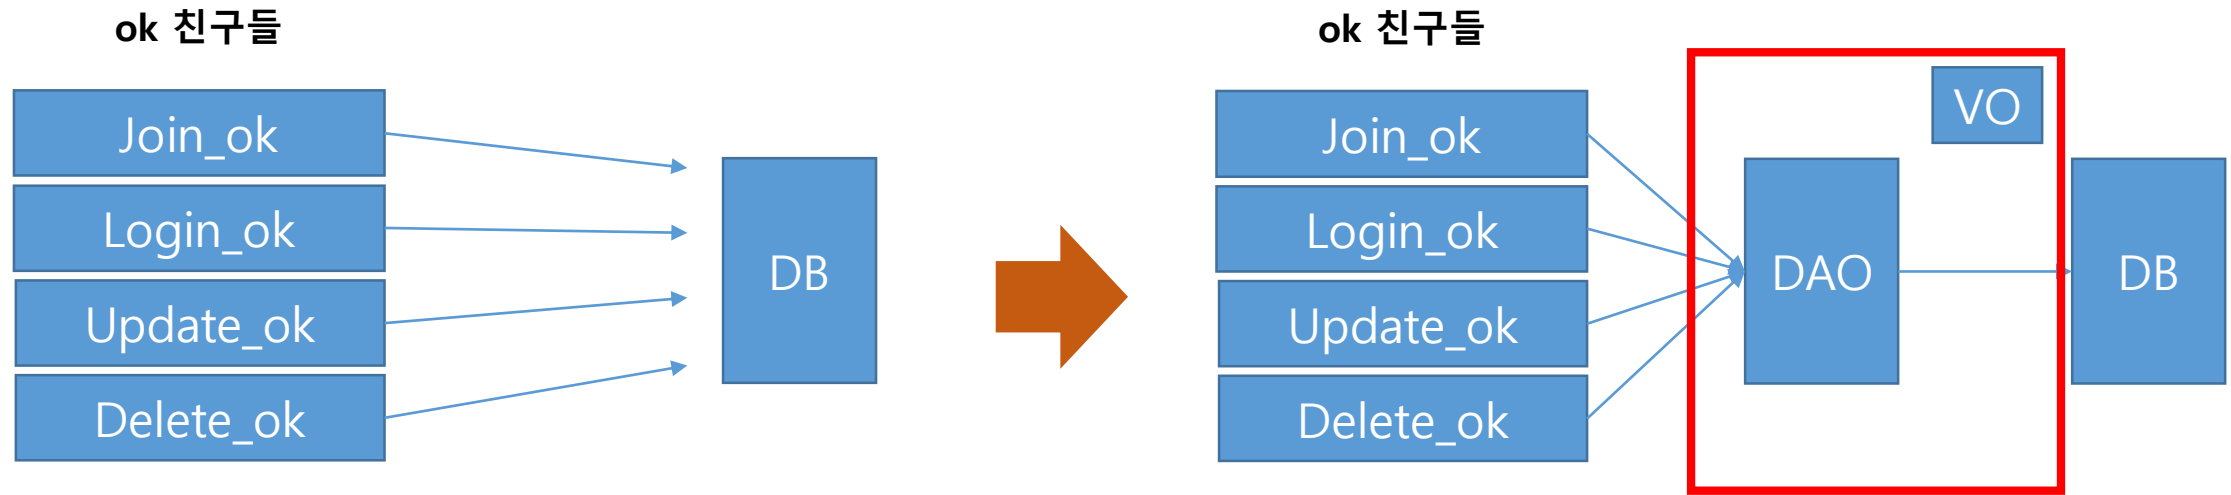 ok 친구들
Join_ok
Login_ok
Update_ok
Delete_ok
DB
ok 친구들
Join_ok
Login_ok
Update_ok
Delete_ok
VO
DAO
DB